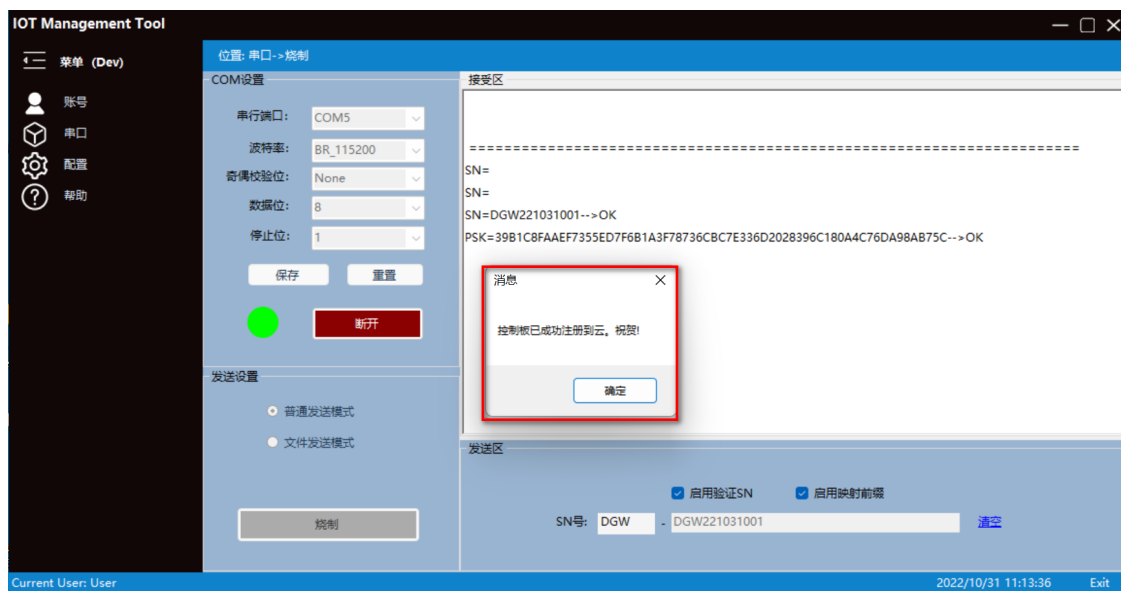 IOT Management Tool
菜单 (Dev)
账号
串口
配置
帮助
位置: 串口->烧制
COM设置
串行端口:
COM5
波特率:
BR_115200
奇偶校验位:
None
数据位:
8
停止位:
1
保存
重置
断开
发送设置
普通发送模式
文件发送模式
烧制
接受区
======================================================================
SN=
SN=
SN=DGW221031001-->OK
PSK=39B1C8FAAEF7355ED7F6B1A3F78736CBC7E336D2028396C180A4C76DA98AB75C-->OK
消息
控制板已成功注册到云。祝贺!
确定
发送区
启用验证SN
启用映射前缀
SN号:
DGW
-
DGW221031001
清空
Current User: User
2022/10/31 11:13:36
Exit